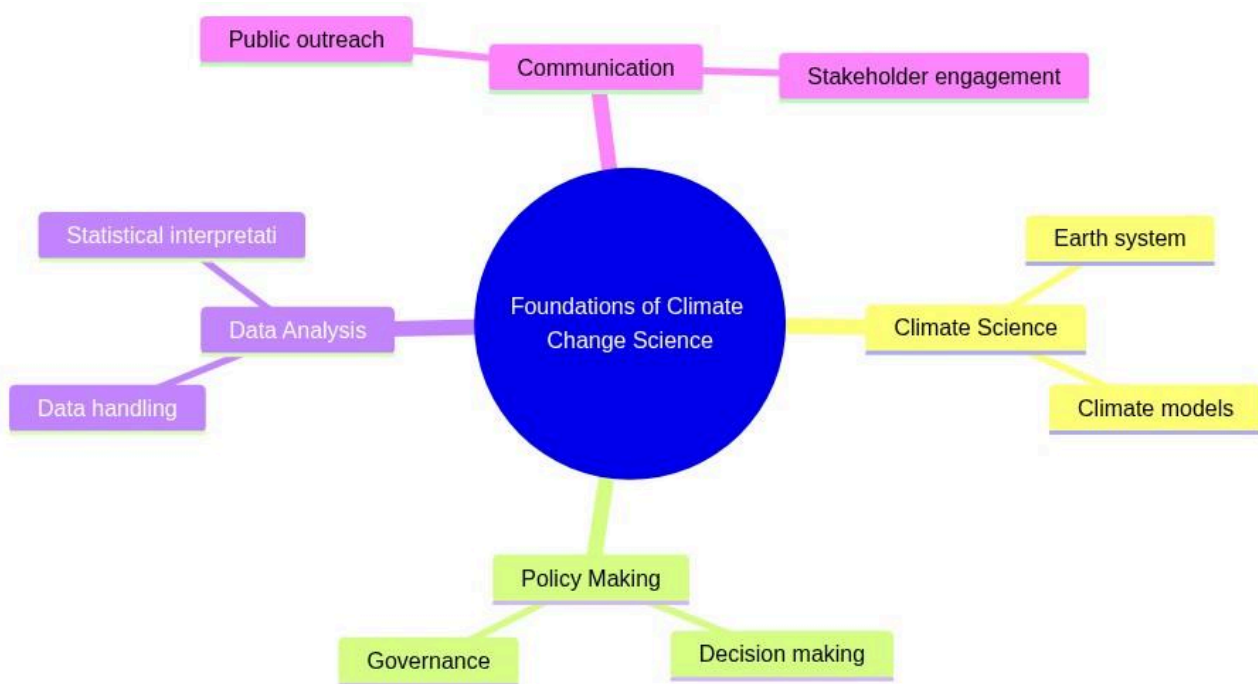 Public outreach
Communication
Stakeholder engagement
Statistical interpretati
Earth system
Foundations of Climate
Change Science
Data Analysis
Climate Science
Data handling
Climate models
Policy Making
Governance
Decision making